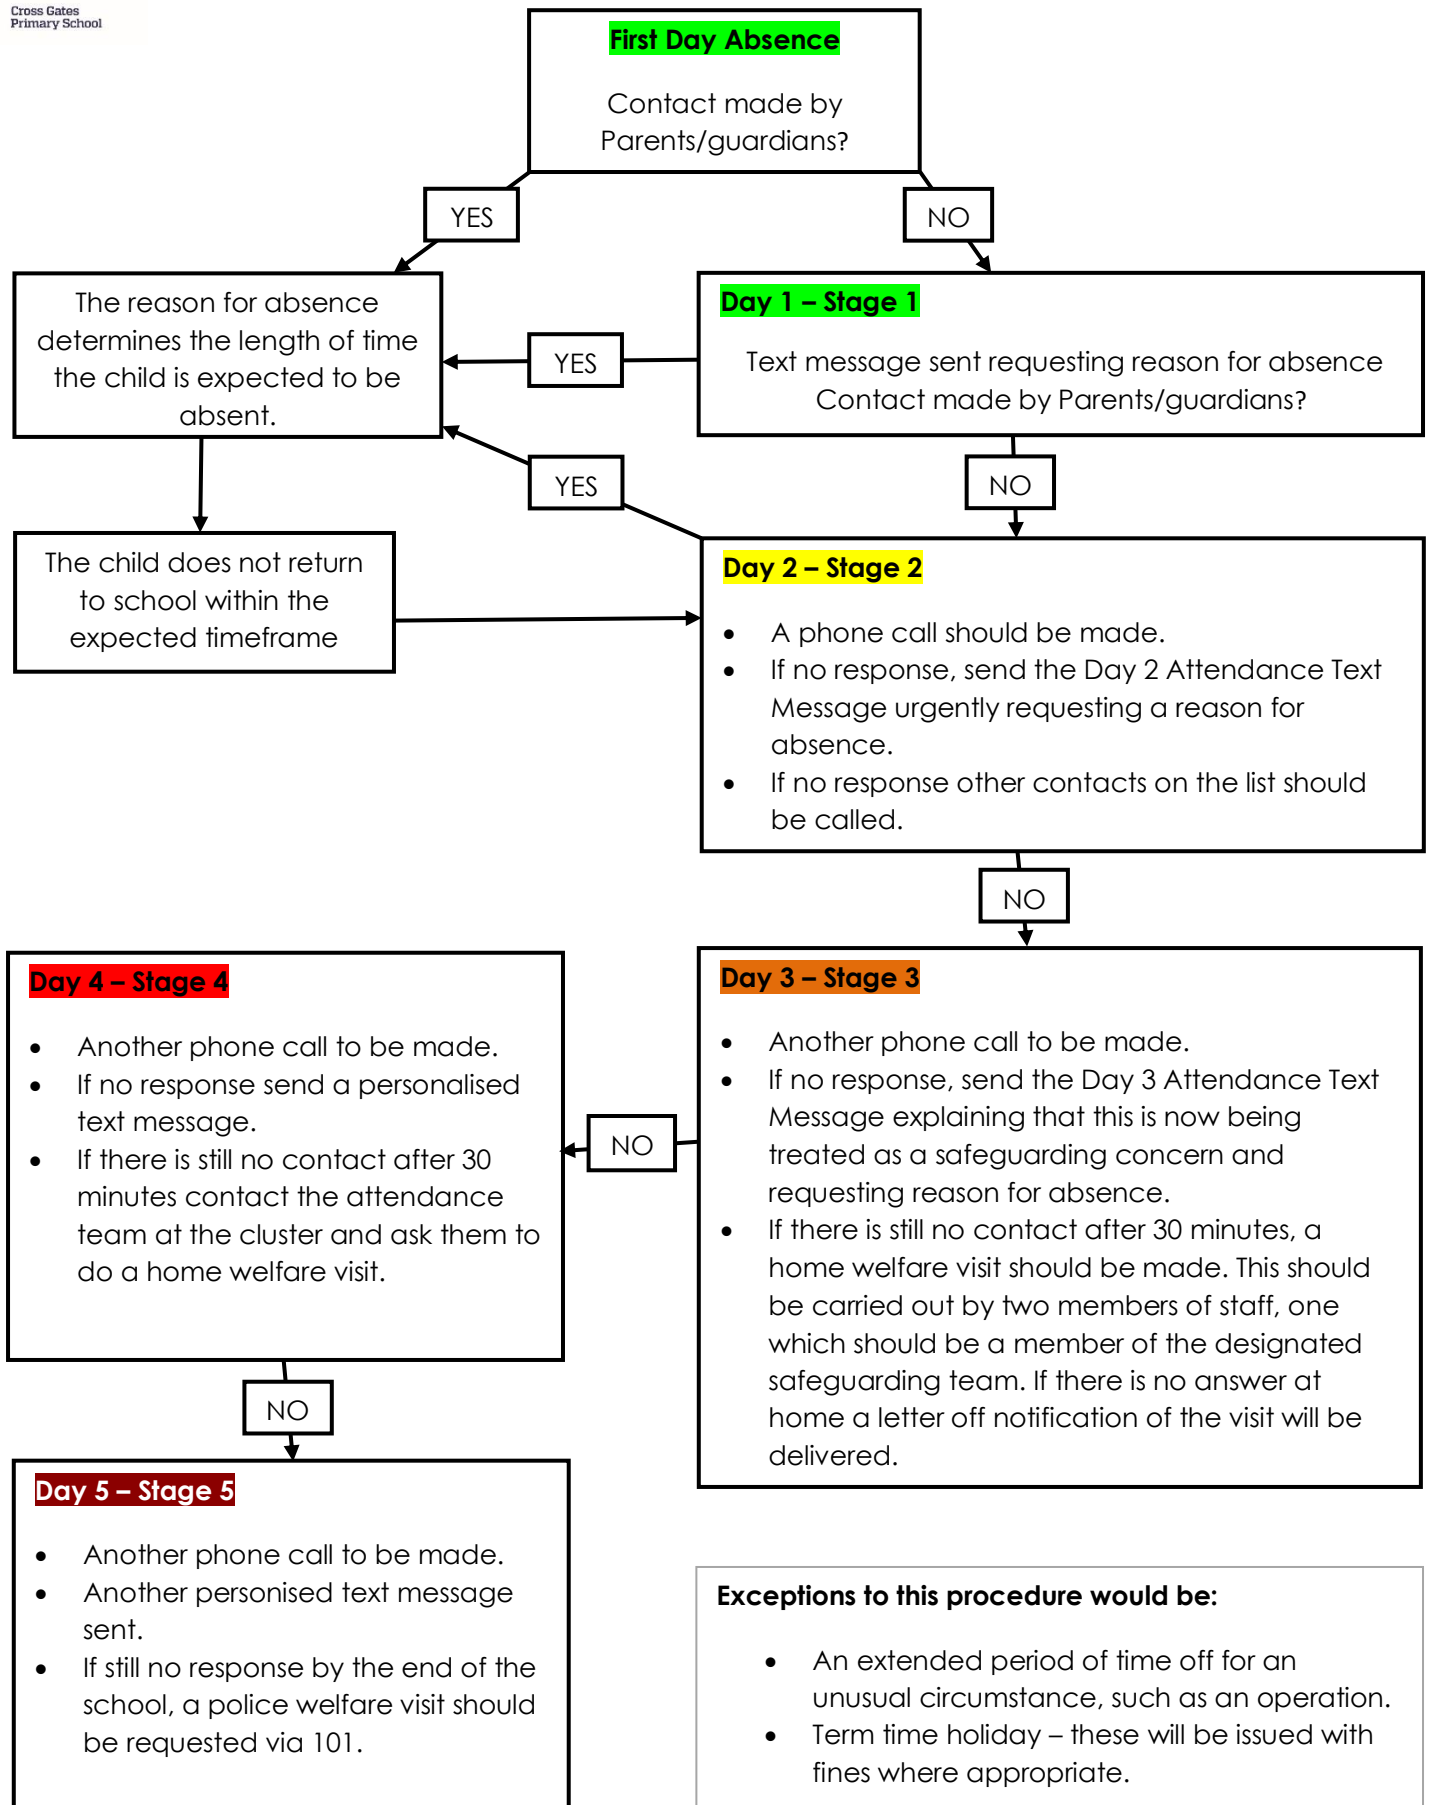 Cross Gates
Primary School
First Day Absence
Contact made by
Parents/guardians?
YES
NO
The reason for absence
determines the length of time
the child is expected to be
absent.
YES
Day 1 – Stage 1
Text message sent requesting reason for absence
Contact made by Parents/guardians?
YES
NO
The child does not return
to school within the
expected timeframe
Day 2 – Stage 2
• A phone call should be made.
• If no response, send the Day 2 Attendance Text
Message urgently requesting a reason for
absence.
• If no response other contacts on the list should
be called.
NO
Day 3 – Stage 3
• Another phone call to be made.
• If no response, send the Day 3 Attendance Text
Message explaining that this is now being
treated as a safeguarding concern and
requesting reason for absence.
• If there is still no contact after 30 minutes, a
home welfare visit should be made. This should
be carried out by two members of staff, one
which should be a member of the designated
safeguarding team. If there is no answer at
home a letter off notification of the visit will be
delivered.
NO
Day 4 – Stage 4
• Another phone call to be made.
• If no response send a personalised
text message.
• If there is still no contact after 30
minutes contact the attendance
team at the cluster and ask them to
do a home welfare visit.
NO
Day 5 – Stage 5
• Another phone call to be made.
• Another personised text message
sent.
• If still no response by the end of the
school, a police welfare visit should
be requested via 101.
Exceptions to this procedure would be:
• An extended period of time off for an
unusual circumstance, such as an operation.
• Term time holiday – these will be issued with
fines where appropriate.